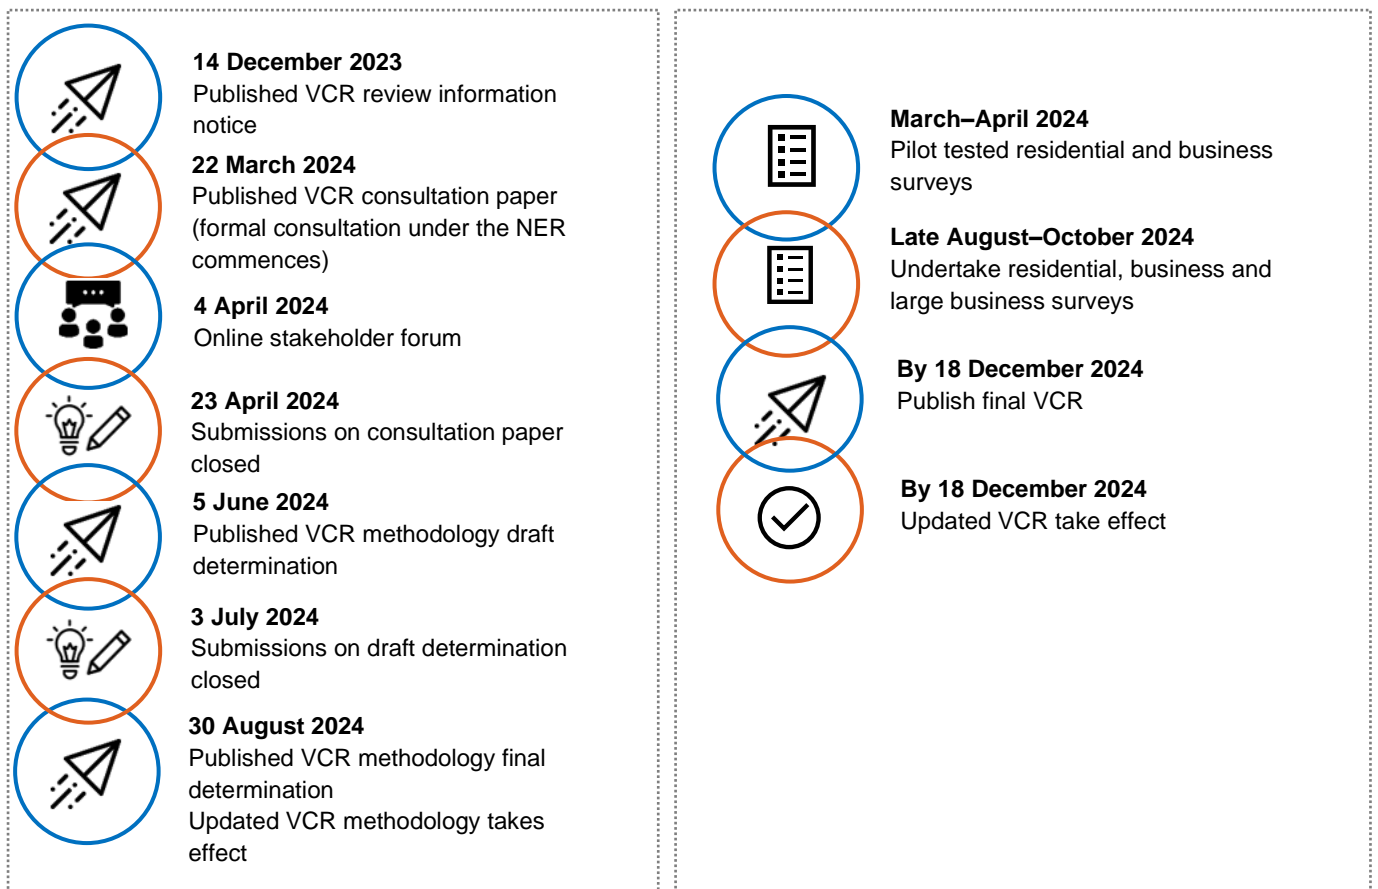 14 December 2023
Published VCR review information
notice
22 March 2024
Published VCR consultation paper
(formal consultation under the NER
commences)
4 April 2024
Online stakeholder forum
23 April 2024
Submissions on consultation paper
closed
5 June 2024
Published VCR methodology draft
determination
3 July 2024
Submissions on draft determination
closed
30 August 2024
Published VCR methodology final
determination
Updated VCR methodology takes
effect
March–April 2024
Pilot tested residential and business
surveys
Late August–October 2024
Undertake residential, business and
large business surveys
By 18 December 2024
Publish final VCR
By 18 December 2024
Updated VCR take effect